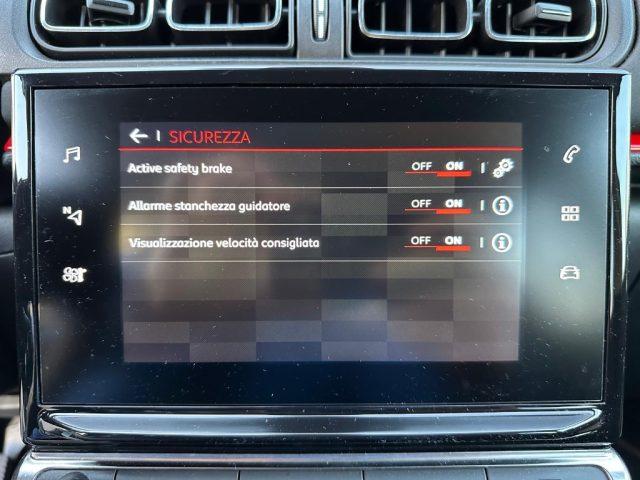 SICUREZZA
Active safety brake OFF ON
Allarme stanchezza guidatore OFF ON i
Visualizzazione velocità consigliata OFF ON i
N